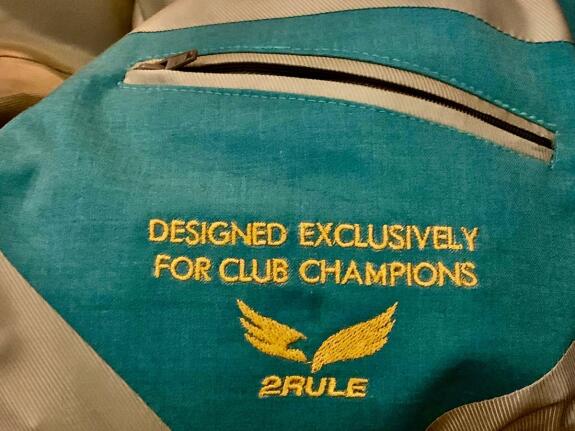 DESIGNED EXCLUSIVELY
FOR CLUB CHAMPIONS
2RULE